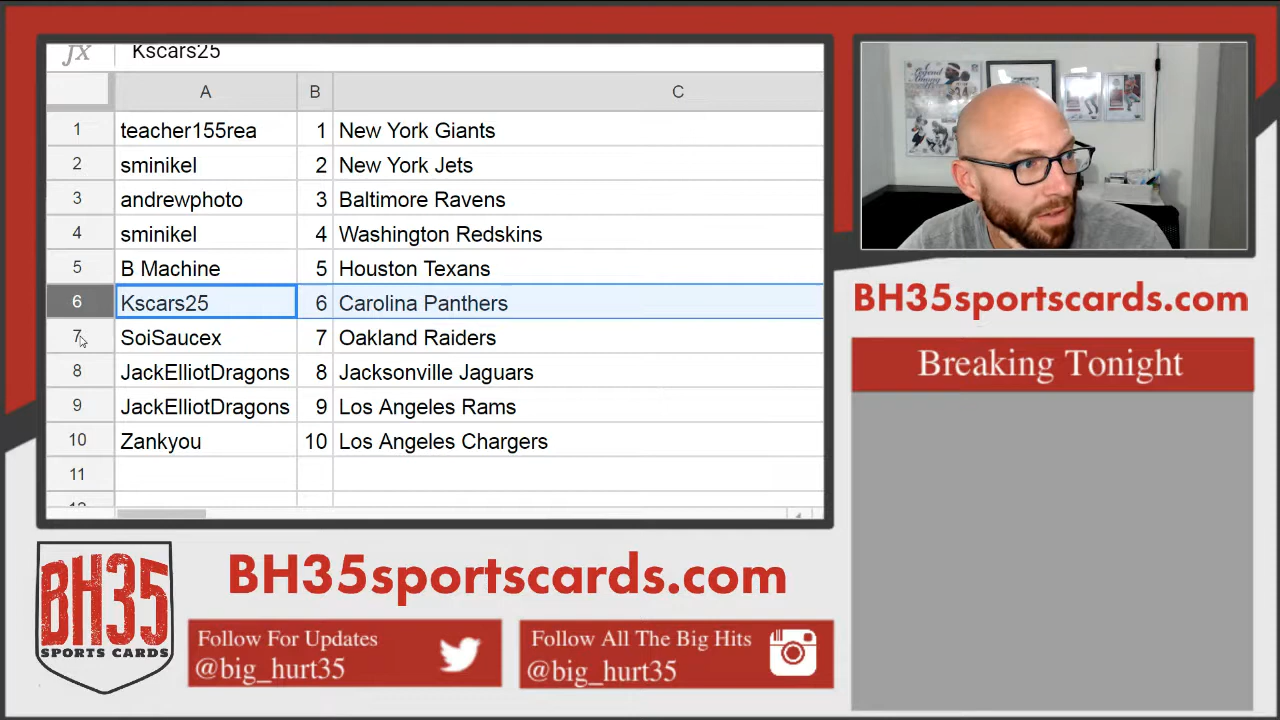 fx Kscars25
A B C
1 teacher155rea 1 New York Giants
2 sminikel 2 New York Jets
3 andrewphoto 3 Baltimore Ravens
4 sminikel 4 Washington Redskins
5 B Machine 5 Houston Texans
6 Kscars25 6 Carolina Panthers
7 SoiSaucex 7 Oakland Raiders
8 JackElliotDragons 8 Jacksonville Jaguars
9 JackElliotDragons 9 Los Angeles Rams
10 Zankyou 10 Los Angeles Chargers
11
BH35sportscards.com
Breaking Tonight
BH35
SPORTS CARDS
BH35sportscards.com
Follow For Updates
@big_hurt35
Follow All The Big Hits
@big_hurt35